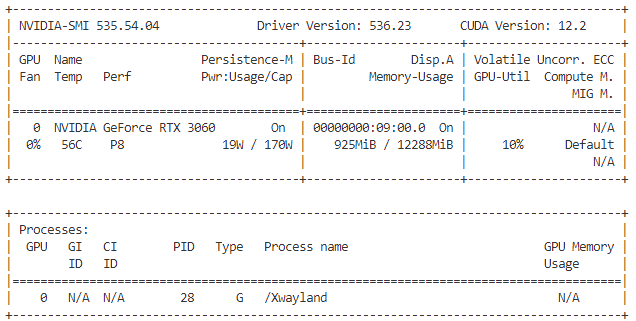 NVIDIA-SMI 535.54.04 Driver Version: 536.23 CUDA Version: 12.2
GPU Name Persistence-M Bus-Id Disp.A Volatile Uncorr. ECC
Fan Temp Perf Pwr:Usage/Cap Memory-Usage GPU-Util Compute M.
MIG M.
0 NVIDIA GeForce RTX 3060 On 00000000:09:00.0 On N/A
0% 56C P8 19W / 170W 925MiB / 12288MiB 10% Default
N/A
Processes:
GPU GI CI PID Type Process name GPU Memory
ID ID Usage
0 N/A N/A 28 G /Xwayland N/A